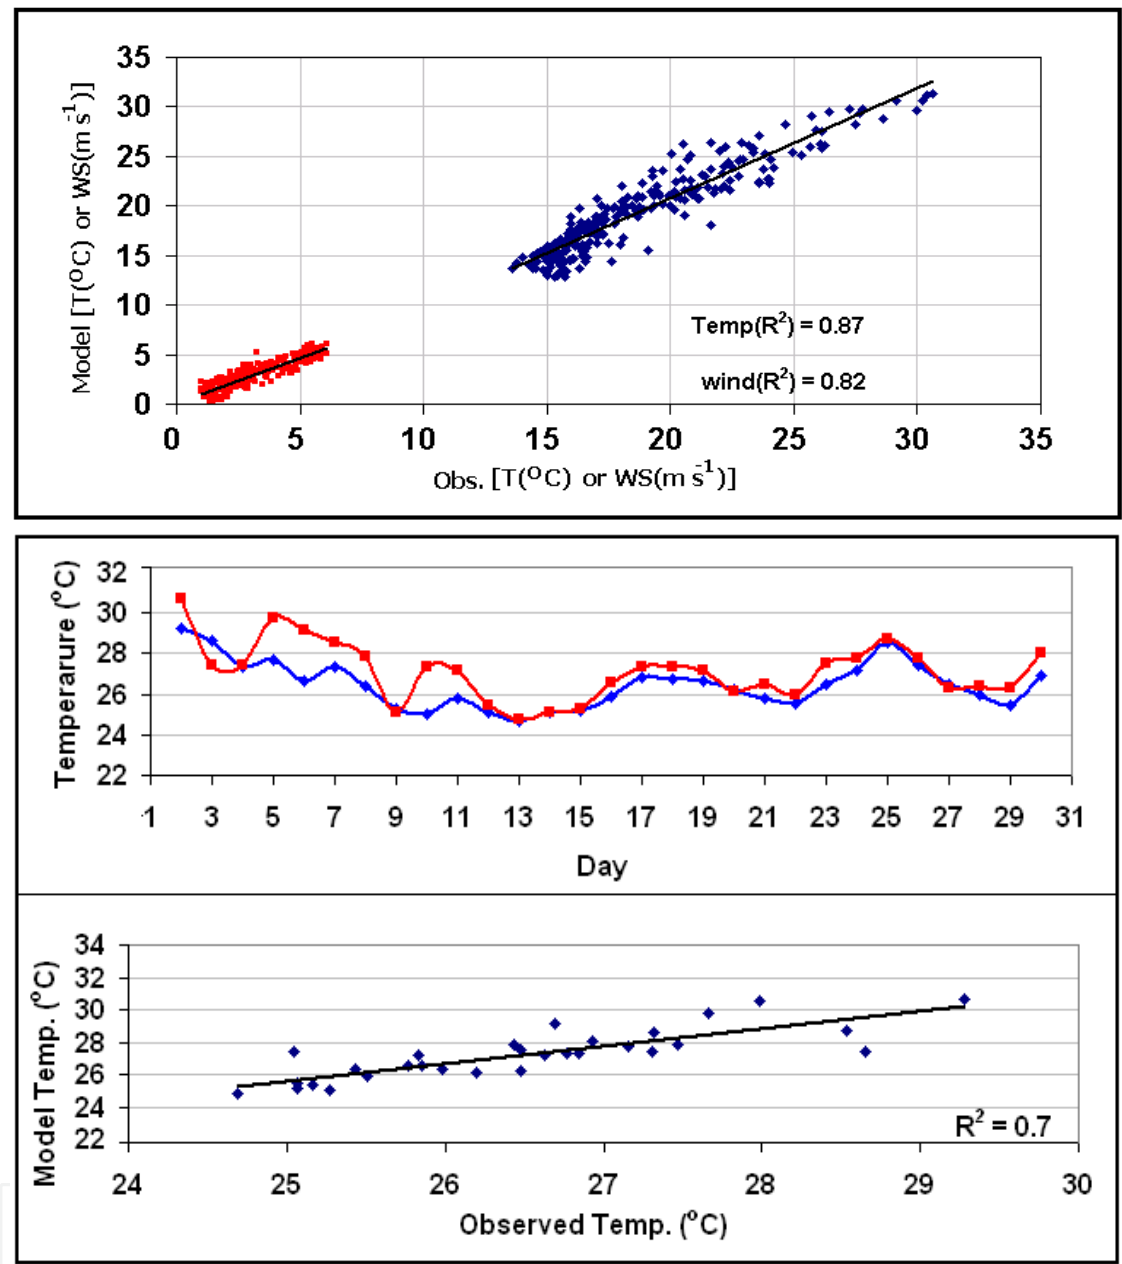 35
30
25
20
15
10
5
0
Model [T(°C) or WS(m s⁻¹)]
Temp(R²) = 0.87
wind(R²) = 0.82
0 5 10 15 20 25 30 35
Obs. [T(°C) or WS(m s⁻¹)]
32
30
28
26
24
22
Temperarure (°C)
1 3 5 7 9 11 13 15 17 19 21 23 25 27 29 31
Day
34
32
30
28
26
24
22
Model Temp. (°C)
R² = 0.7
24 25 26 27 28 29 30
Observed Temp. (°C)